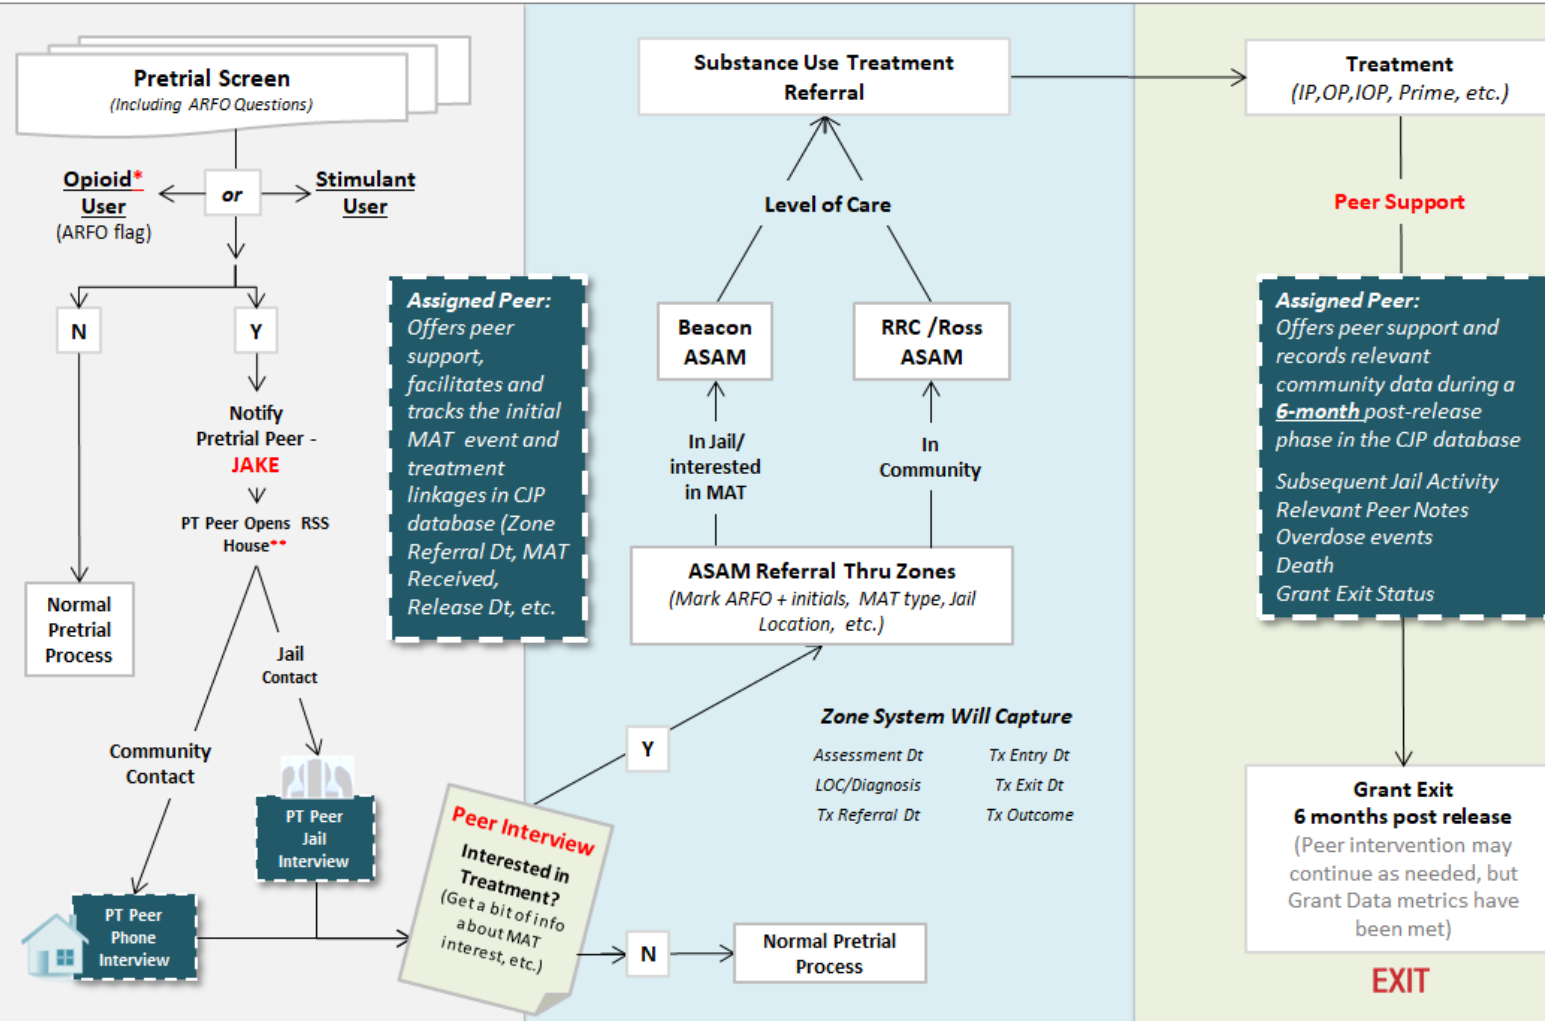 Pretrial Screen
(Including ARFO Questions)
Opioid*
User
(ARFO flag)
or
Stimulant
User
N
Y
Notify
Pretrial Peer -
JAKE
PT Peer Opens RSS
House**
Normal
Pretrial
Process
Jail
Contact
Community
Contact
PT Peer
Jail
Interview
PT Peer
Phone
Interview
Assigned Peer:
Offers peer
support,
facilitates and
tracks the initial
MAT event and
treatment
linkages in CJP
database (Zone
Referral Dt, MAT
Received,
Release Dt, etc.
Peer Interview
Interested in
Treatment?
(Get a bit of info
about MAT
interest, etc.)
Y
N
Normal Pretrial
Process
Substance Use Treatment
Referral
Level of Care
Beacon
ASAM
RRC /Ross
ASAM
In Jail/
interested
in MAT
In
Community
ASAM Referral Thru Zones
(Mark ARFO + initials, MAT type, Jail
Location, etc.)
Zone System Will Capture
Assessment Dt Tx Entry Dt
LOC/Diagnosis Tx Exit Dt
Tx Referral Dt Tx Outcome
Treatment
(IP,OP,IOP, Prime, etc.)
Peer Support
Assigned Peer:
Offers peer support and
records relevant
community data during a
6-month post-release
phase in the CJP database
Subsequent Jail Activity
Relevant Peer Notes
Overdose events
Death
Grant Exit Status
Grant Exit
6 months post release
(Peer intervention may
continue as needed, but
Grant Data metrics have
been met)
EXIT